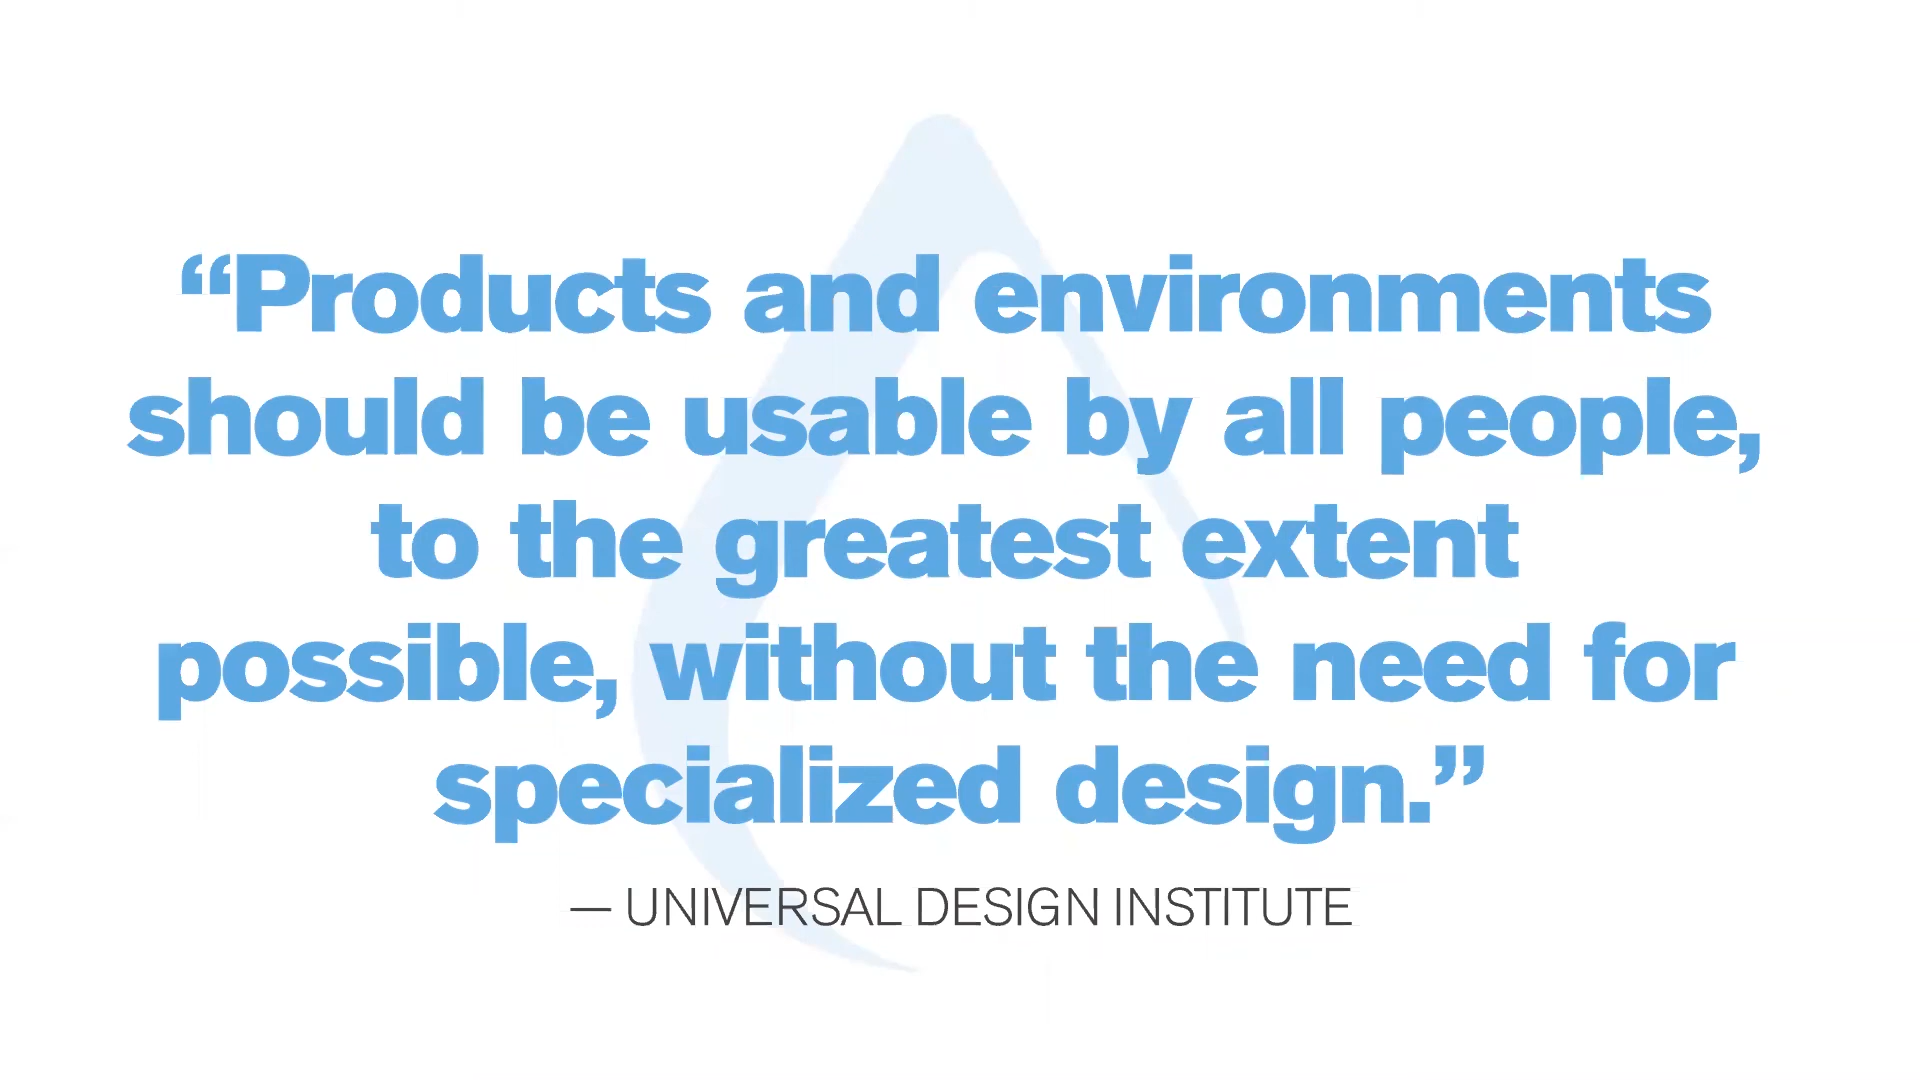 “Products and environments
should be usable by all people,
to the greatest extent
possible, without the need for
specialized design.”
— UNIVERSAL DESIGN INSTITUTE